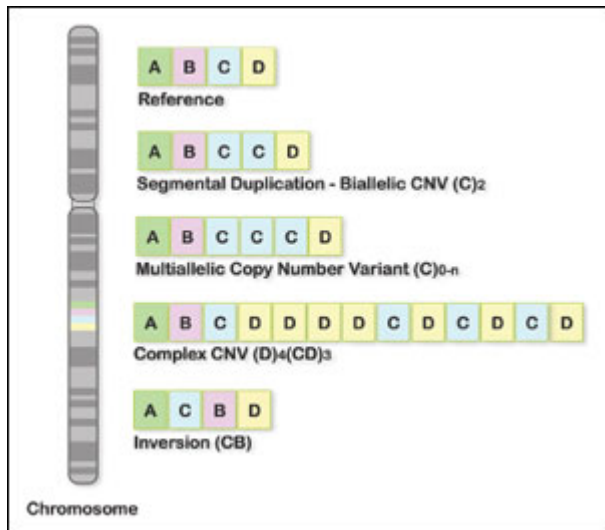 A B C D
Reference
A B C C D
Segmental Duplication - Biallelic CNV (C)2
A B C C C D
Multiallelic Copy Number Variant (C)0-n
A B C D D D D C D C D C D
Complex CNV (D)4(CD)3
A C B D
Inversion (CB)
Chromosome